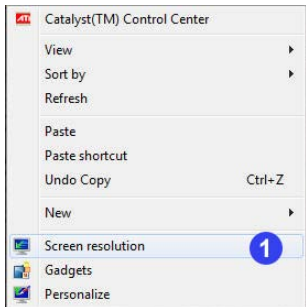 ATI Catalyst(TM) Control Center
View
Sort by
Refresh
Paste
Paste shortcut
Undo Copy Ctrl+Z
New
Screen resolution 1
Gadgets
Personalize